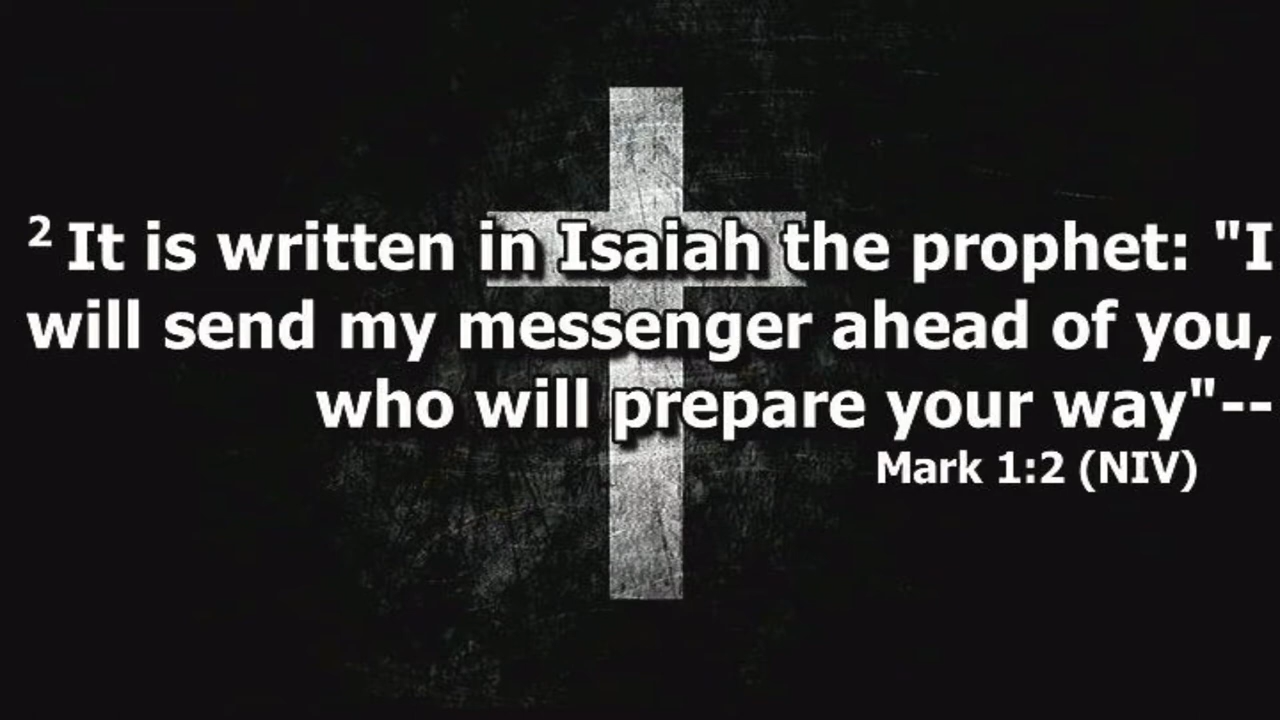 2 It is written in Isaiah the prophet: "I
will send my messenger ahead of you,
who will prepare your way"--
Mark 1:2 (NIV)